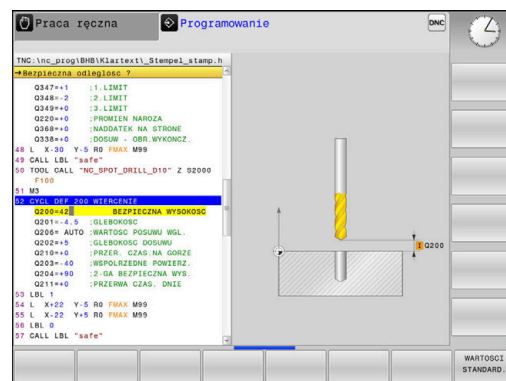 Praca ręczna
Programowanie
DNC
TNC:\nc_prog\BHB\Klartext\_Stempel_stamp.h
→Bezpieczna odleglosc ?
Q347=+1 ;1.LIMIT
Q348=-2 ;2.LIMIT
Q349=+0 ;3.LIMIT
Q220=+0 ;PROMIEN NAROZA
Q368=+0 ;NADDATEK NA STRONE
Q338=+0 ;DOSUW - OBR.WYKONCZ.
48 L X-30 Y-5 R0 FMAX M99
49 CALL LBL "safe"
50 TOOL CALL "NC_SPOT_DRILL_D10" Z S2000
F100
51 M3
52 CYCL DEF 200 WIERCENIE
Q200=42 BEZPIECZNA WYSOKOSC
Q201=-4.5 ;GLEBOKOSC
Q206= AUTO ;WARTOSC POSUWU WGL.
Q202=+5 ;GLEBOKOSC DOSUWU
Q210=+0 ;PRZER. CZAS.NA GORZE
Q203=-40 ;WSPOLRZEDNE POWIERZ.
Q204=+90 ;2-GA BEZPIECZNA WYS.
Q211=+0 ;PRZERWA CZAS. DNIE
53 LBL 1
54 L X+22 Y-5 R0 FMAX M99
55 L X-22 Y+5 R0 FMAX M99
56 LBL 0
57 CALL LBL "safe"
Q200
WARTOSCI
STANDARD.